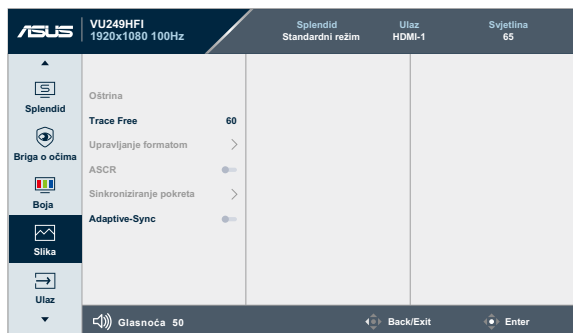 ASUS
VU249HFI
1920x1080 100Hz
Splendid
Standardni režim
Ulaz
HDMI-1
Svjetlina
65
Splendid
Briga o očima
Boja
Slika
Ulaz
Oštrina
Trace Free 60
Upravljanje formatom
ASCR
Sinkroniziranje pokreta
Adaptive-Sync
Glasnoća 50
Back/Exit
Enter